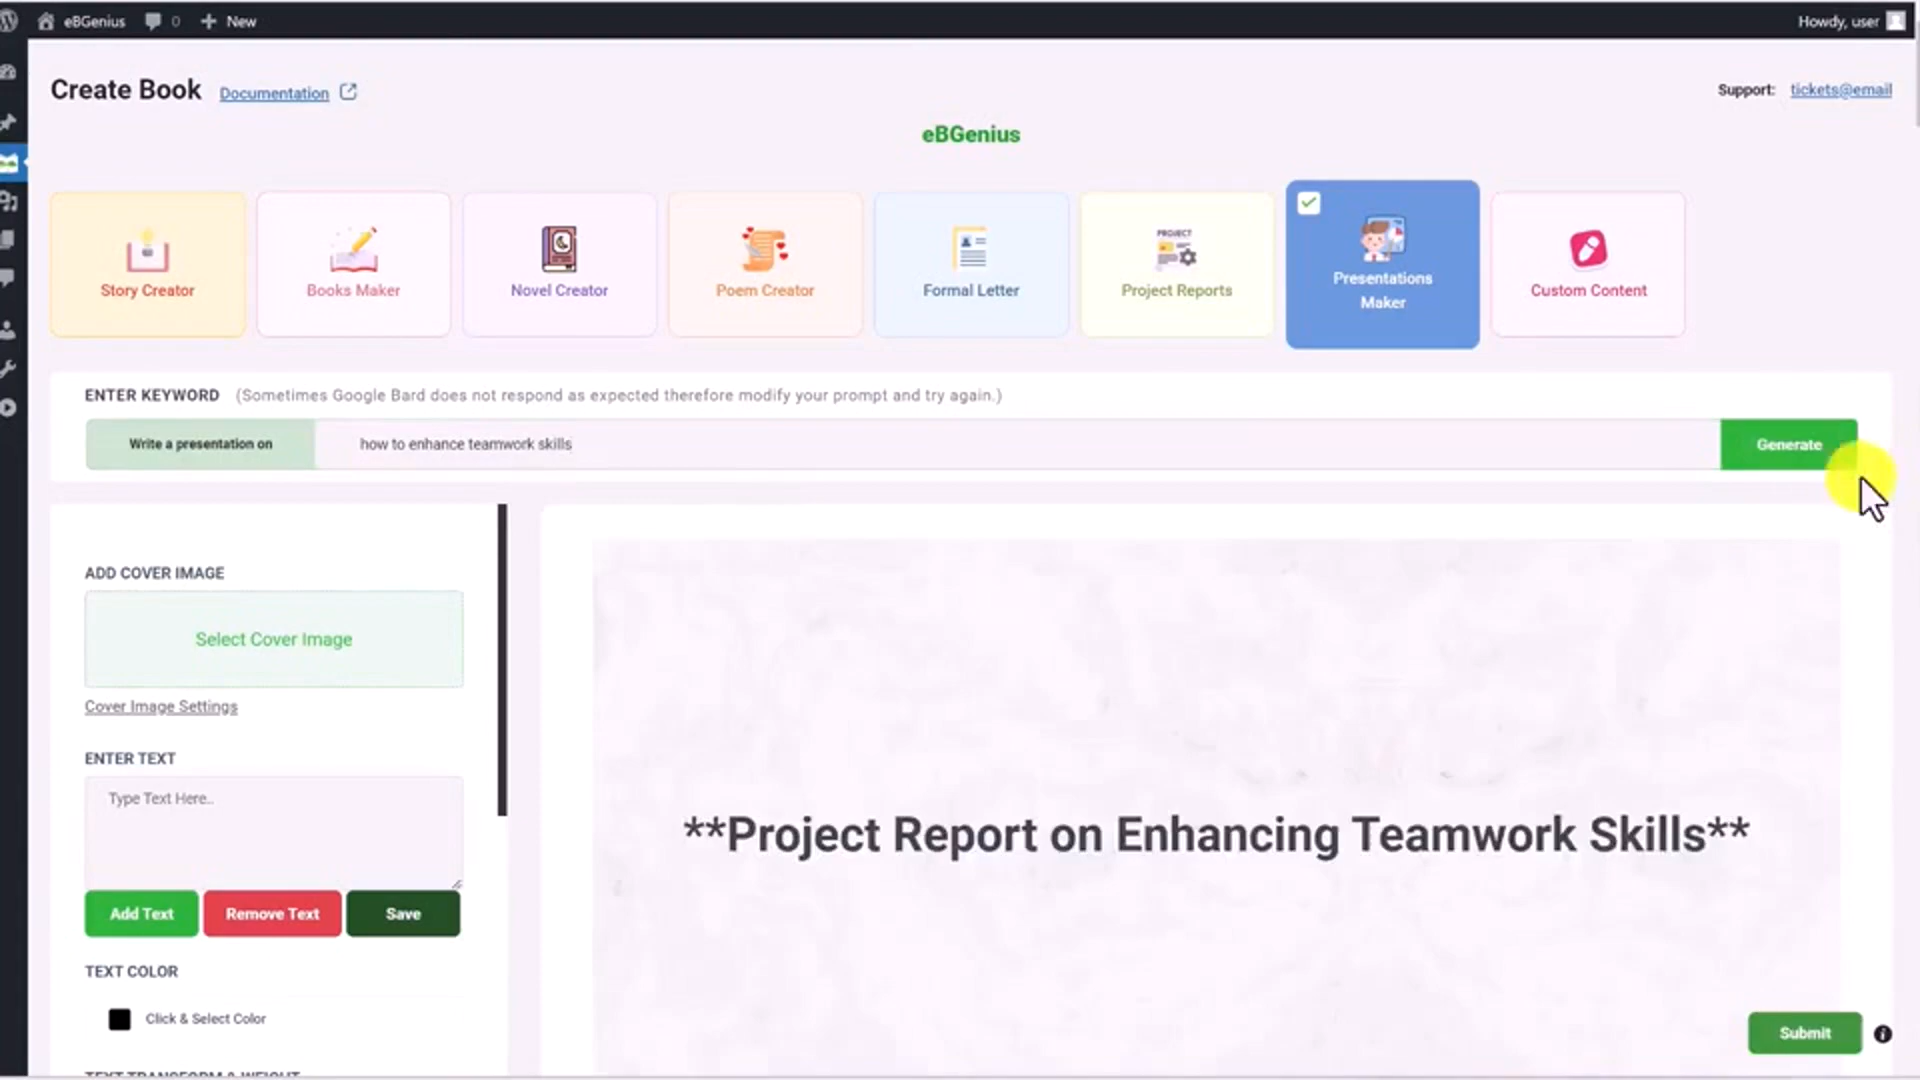 eBGenius 0 New Howdy, user
Create Book Documentation Support: tickets@email
eBGenius
Story Creator
Books Maker
Novel Creator
Poem Creator
Formal Letter
PROJECT
Project Reports
Presentations
Maker
Custom Content
ENTER KEYWORD (Sometimes Google Bard does not respond as expected therefore modify your prompt and try again.)
Write a presentation on how to enhance teamwork skills Generate
ADD COVER IMAGE
Select Cover Image
Cover Image Settings
ENTER TEXT
Type Text Here..
Add Text Remove Text Save
TEXT COLOR
Click & Select Color
TEXT TRANSFORM & WEIGHT
**Project Report on Enhancing Teamwork Skills**
Submit